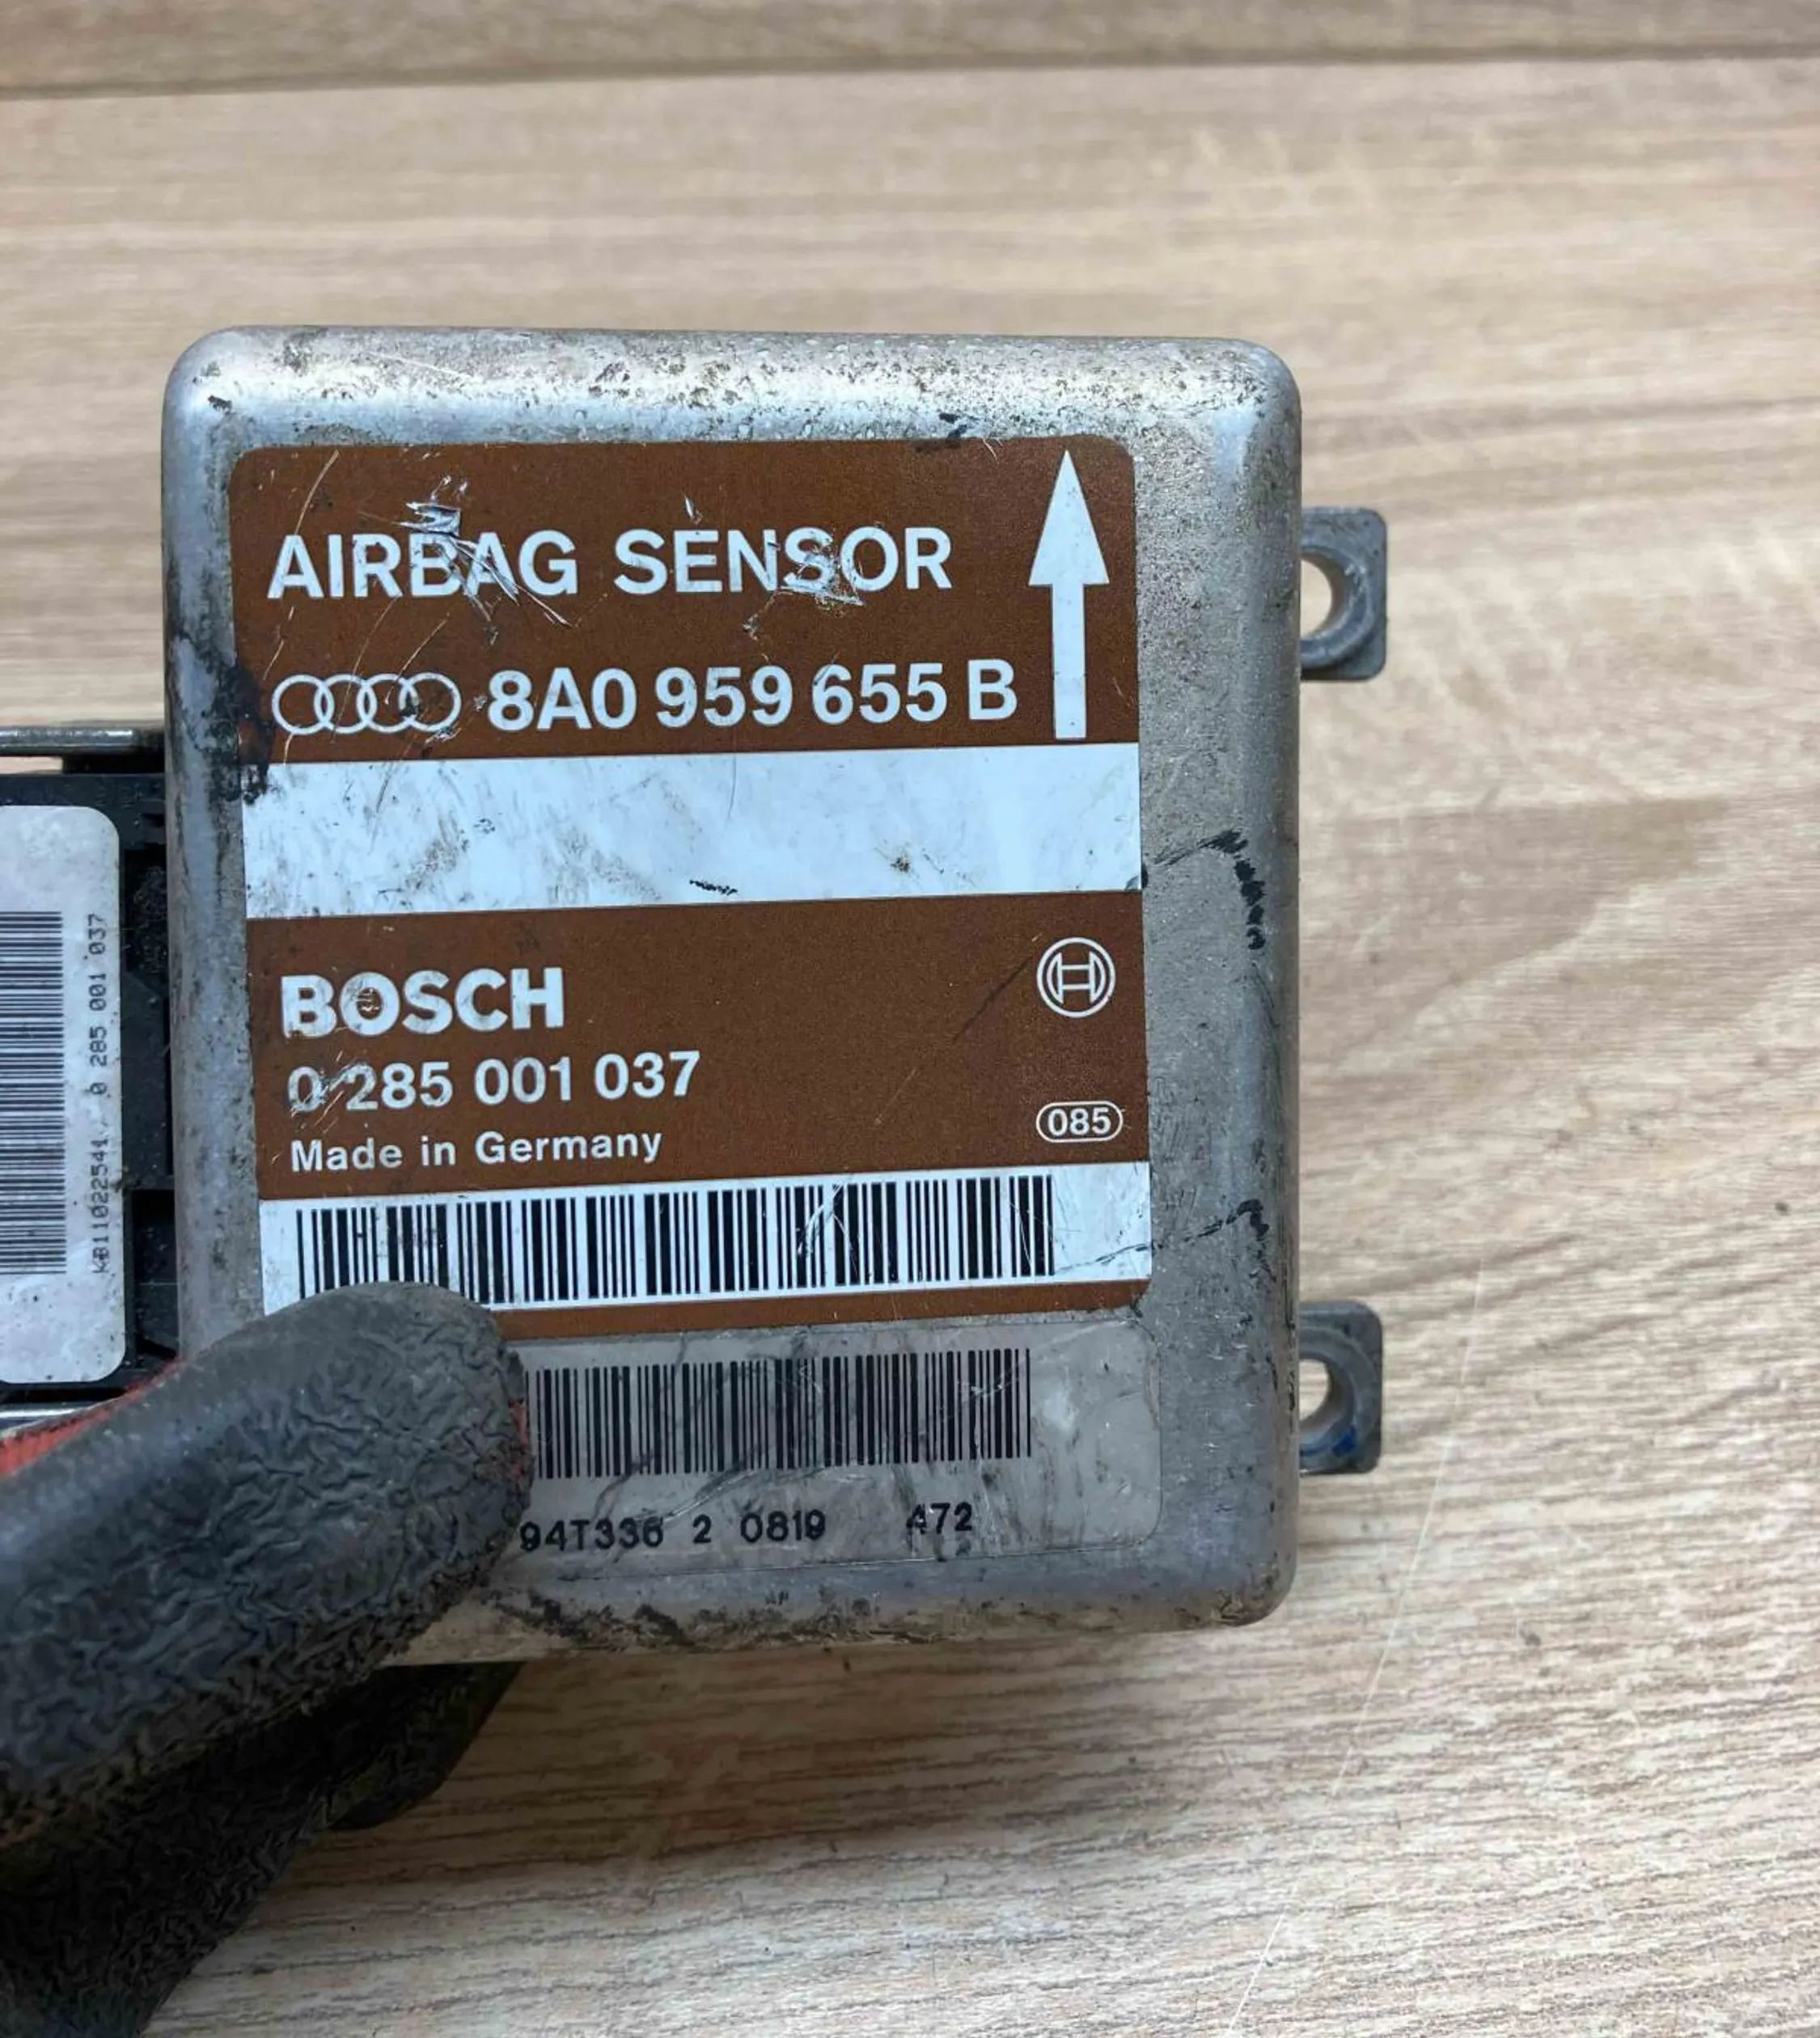 AIRBAG SENSOR
8A0 959 655 B
BOSCH
0 285 001 037
085
Made in Germany
94T336 2 0819 472
KB11022541 0 285 001 037